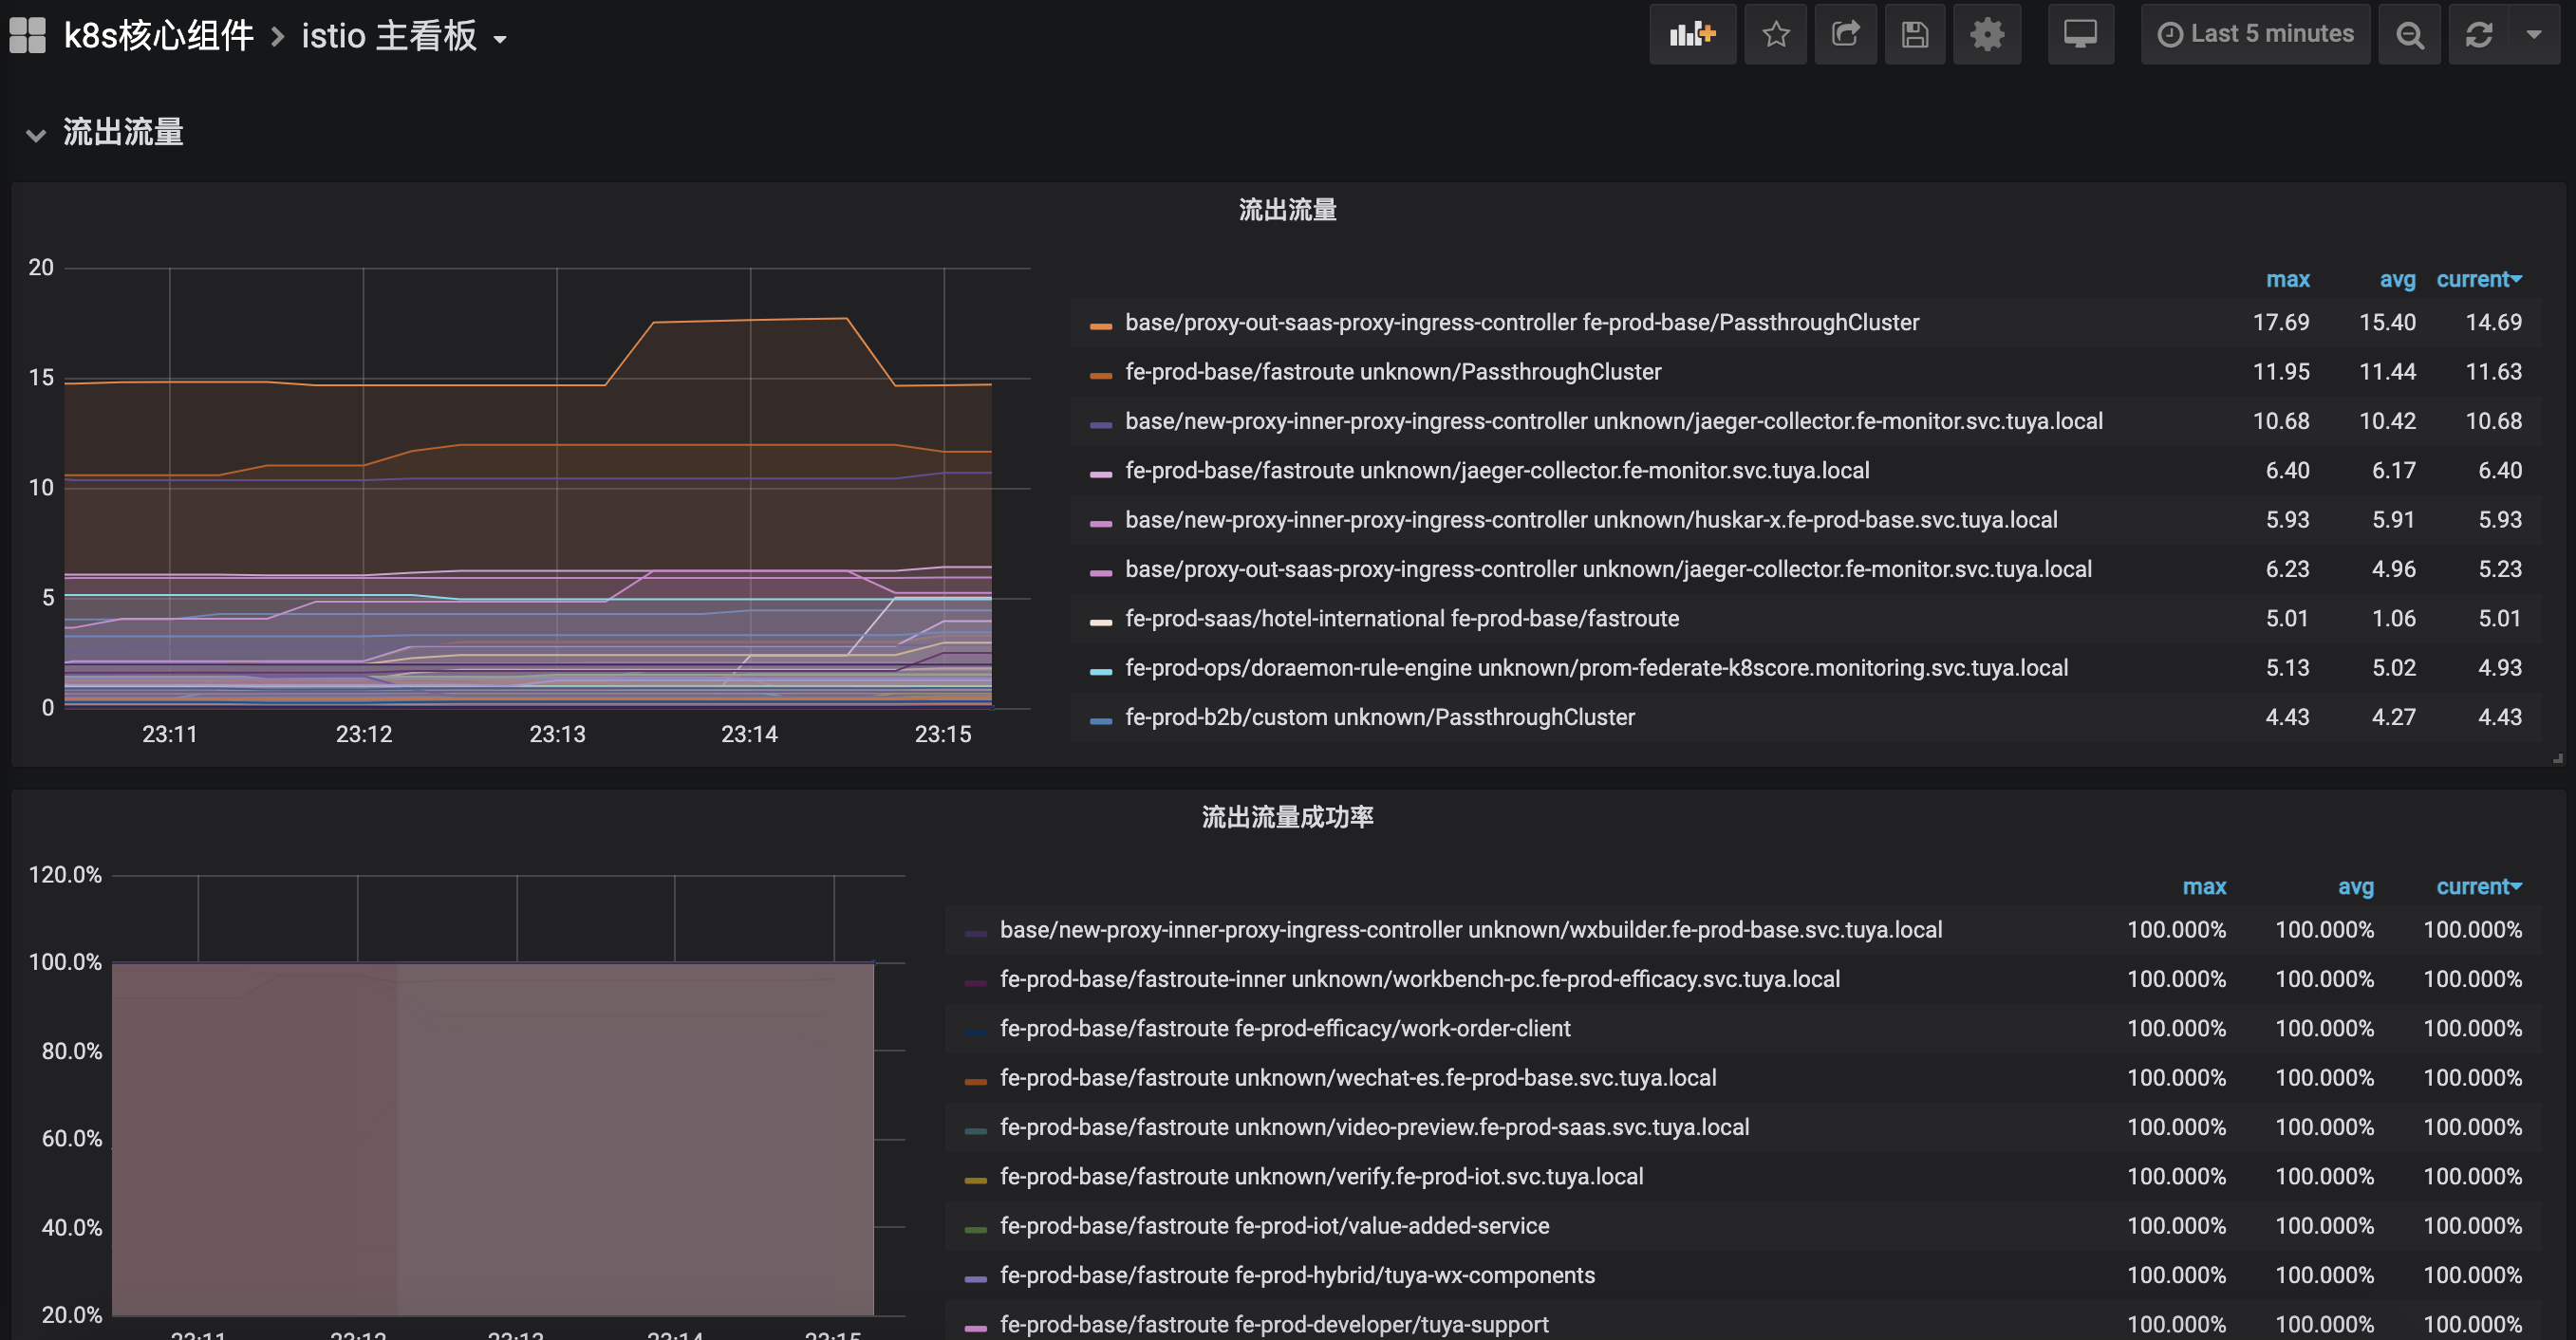 k8s核心组件 > istio 主看板
Last 5 minutes
流出流量
流出流量
20
15
10
5
0
23:11 23:12 23:13 23:14 23:15
max avg current
base/proxy-out-saas-proxy-ingress-controller fe-prod-base/PassthroughCluster 17.69 15.40 14.69
fe-prod-base/fastroute unknown/PassthroughCluster 11.95 11.44 11.63
base/new-proxy-inner-proxy-ingress-controller unknown/jaeger-collector.fe-monitor.svc.tuya.local 10.68 10.42 10.68
fe-prod-base/fastroute unknown/jaeger-collector.fe-monitor.svc.tuya.local 6.40 6.17 6.40
base/new-proxy-inner-proxy-ingress-controller unknown/huskar-x.fe-prod-base.svc.tuya.local 5.93 5.91 5.93
base/proxy-out-saas-proxy-ingress-controller unknown/jaeger-collector.fe-monitor.svc.tuya.local 6.23 4.96 5.23
fe-prod-saas/hotel-international fe-prod-base/fastroute 5.01 1.06 5.01
fe-prod-ops/doraemon-rule-engine unknown/prom-federate-k8score.monitoring.svc.tuya.local 5.13 5.02 4.93
fe-prod-b2b/custom unknown/PassthroughCluster 4.43 4.27 4.43
流出流量成功率
120.0%
100.0%
80.0%
60.0%
40.0%
20.0%
23:11 23:12 23:13 23:14 23:15
max avg current
base/new-proxy-inner-proxy-ingress-controller unknown/wxbuilder.fe-prod-base.svc.tuya.local 100.000% 100.000% 100.000%
fe-prod-base/fastroute-inner unknown/workbench-pc.fe-prod-efficacy.svc.tuya.local 100.000% 100.000% 100.000%
fe-prod-base/fastroute fe-prod-efficacy/work-order-client 100.000% 100.000% 100.000%
fe-prod-base/fastroute unknown/wechat-es.fe-prod-base.svc.tuya.local 100.000% 100.000% 100.000%
fe-prod-base/fastroute unknown/video-preview.fe-prod-saas.svc.tuya.local 100.000% 100.000% 100.000%
fe-prod-base/fastroute unknown/verify.fe-prod-iot.svc.tuya.local 100.000% 100.000% 100.000%
fe-prod-base/fastroute fe-prod-iot/value-added-service 100.000% 100.000% 100.000%
fe-prod-base/fastroute fe-prod-hybrid/tuya-wx-components 100.000% 100.000% 100.000%
fe-prod-base/fastroute fe-prod-developer/tuya-support 100.000% 100.000% 100.000%